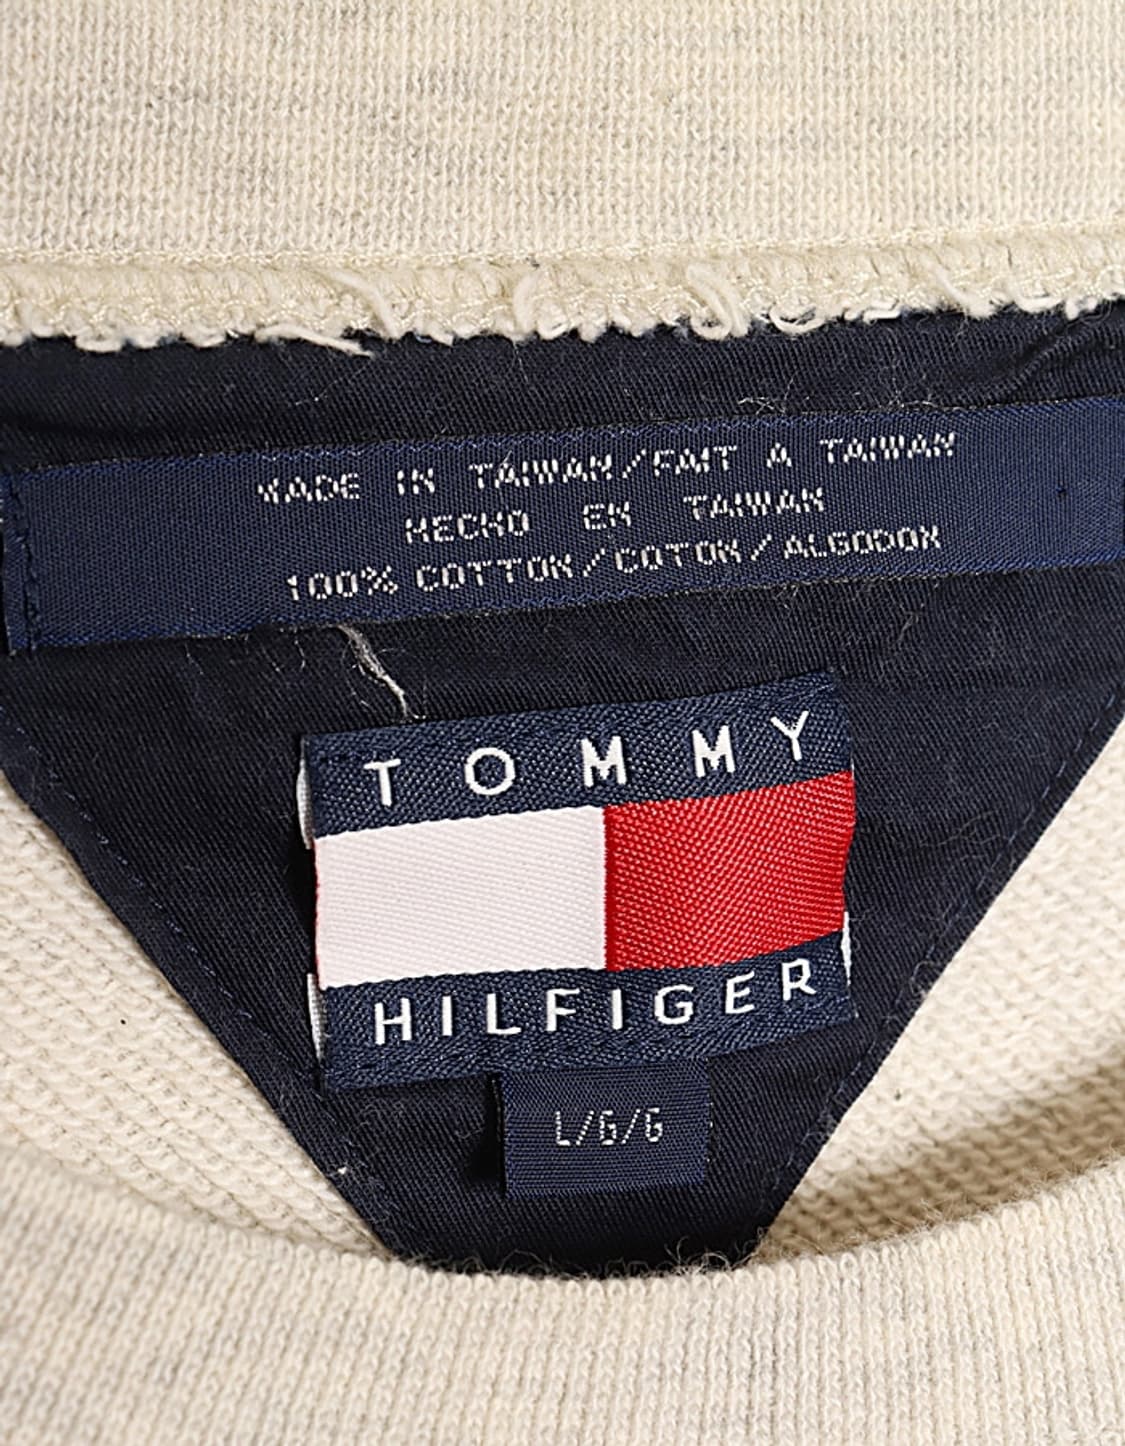 MADE IN TAIWAN/FAIT A TAIWAN
HECHO EN TAIWAN
100% COTTON/COTON/ALGODON
TOMMY
HILFIGER
L/G/G